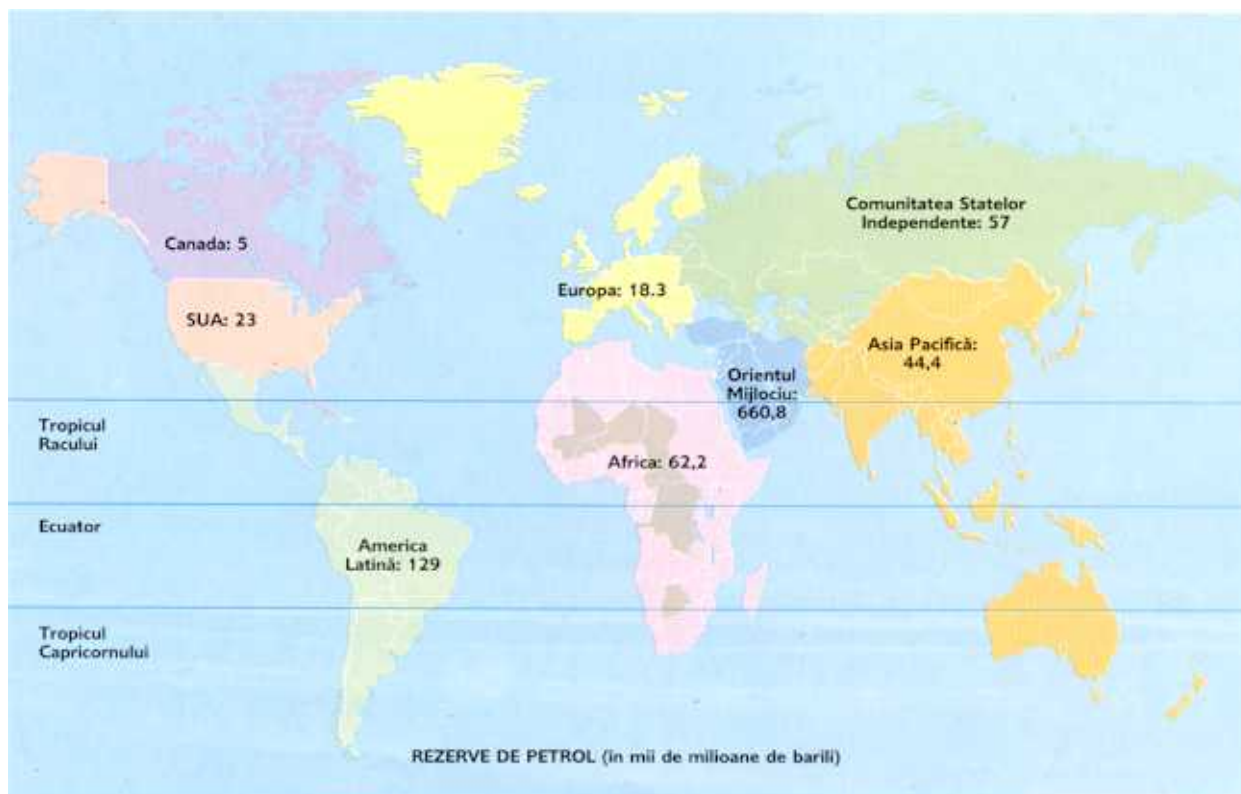 Comunitatea Statelor
Independente: 57
Canada: 5
Europa: 18.3
SUA: 23
Asia Pacifică:
44,4
Orientul
Mijlociu:
660,8
Tropicul
Racului
Africa: 62,2
Ecuator
America
Latină: 129
Tropicul
Capricornului
REZERVE DE PETROL (în mii de milioane de barili)